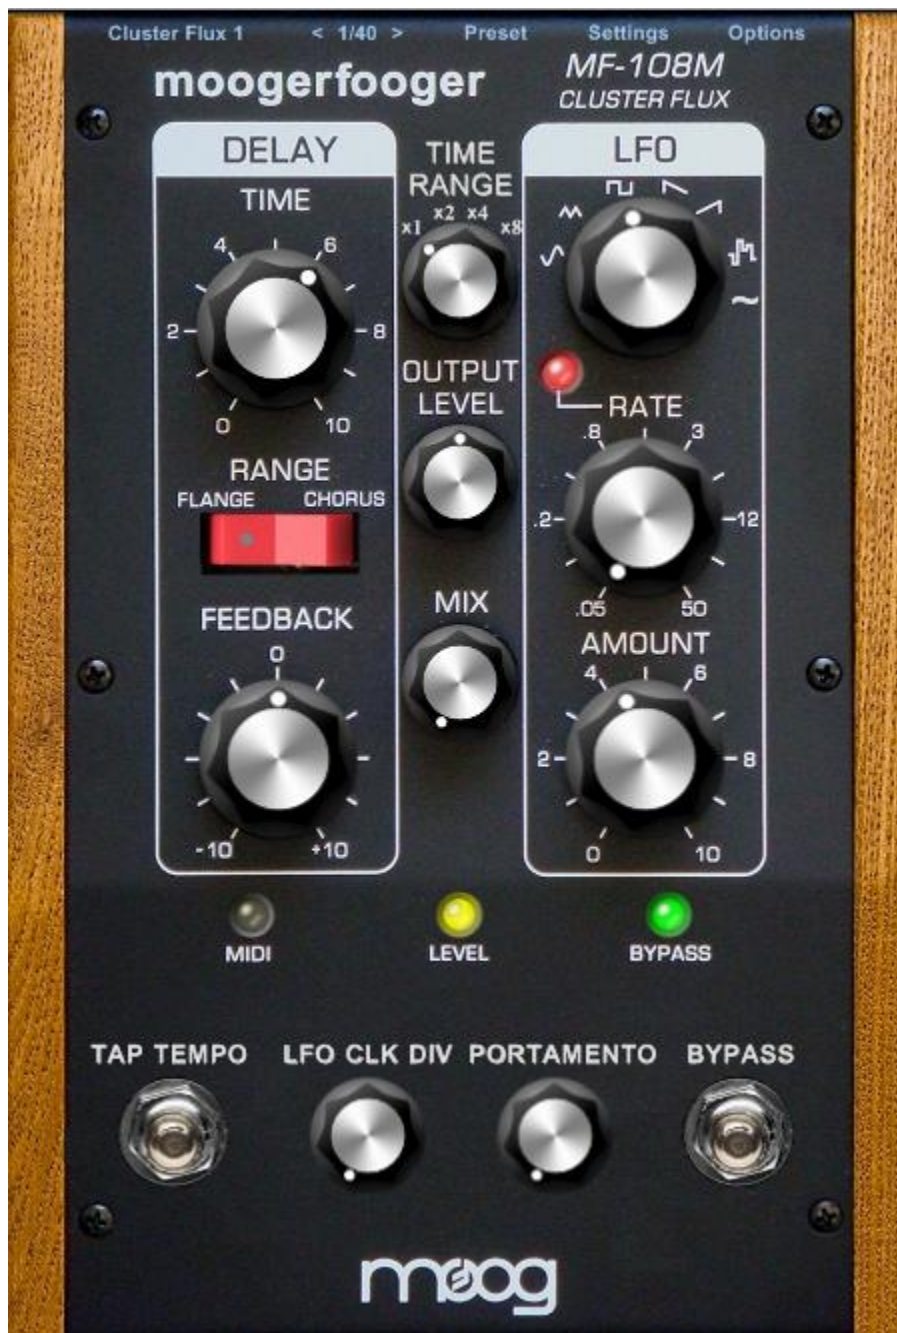 Cluster Flux 1 < 1/40 > Preset Settings Options
moogerfooger
MF-108M
CLUSTER FLUX
DELAY
TIME
4 6
2 8
0 10
RANGE
FLANGE CHORUS
FEEDBACK
0
-10 +10
TIME
RANGE
x1 x2 x4 x8
OUTPUT
LEVEL
MIX
LFO
RATE
.8 3
.2 12
.05 50
AMOUNT
4 6
2 8
0 10
MIDI LEVEL BYPASS
TAP TEMPO LFO CLK DIV PORTAMENTO BYPASS
moog